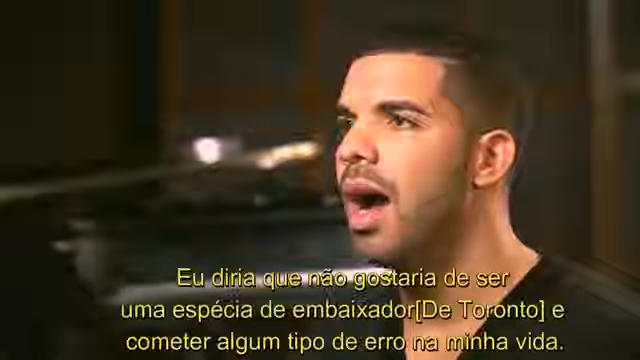 Eu diria que não gostaria de ser
uma espécia de embaixador[De Toronto] e
cometer algum tipo de erro na minha vida.